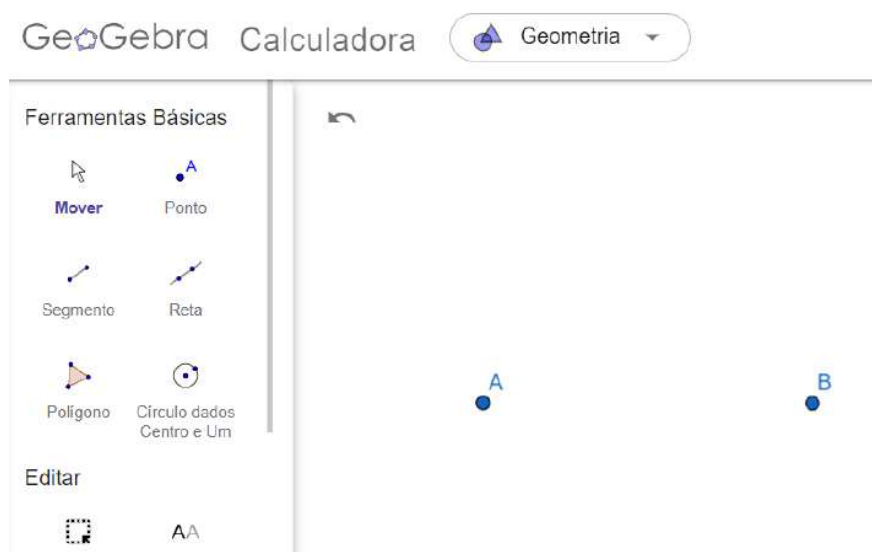 GeoGebra Calculadora Geometria
Ferramentas Básicas
A
Mover Ponto
Segmento Reta
Polígono Círculo dados
Centro e Um
A B
Editar
AA